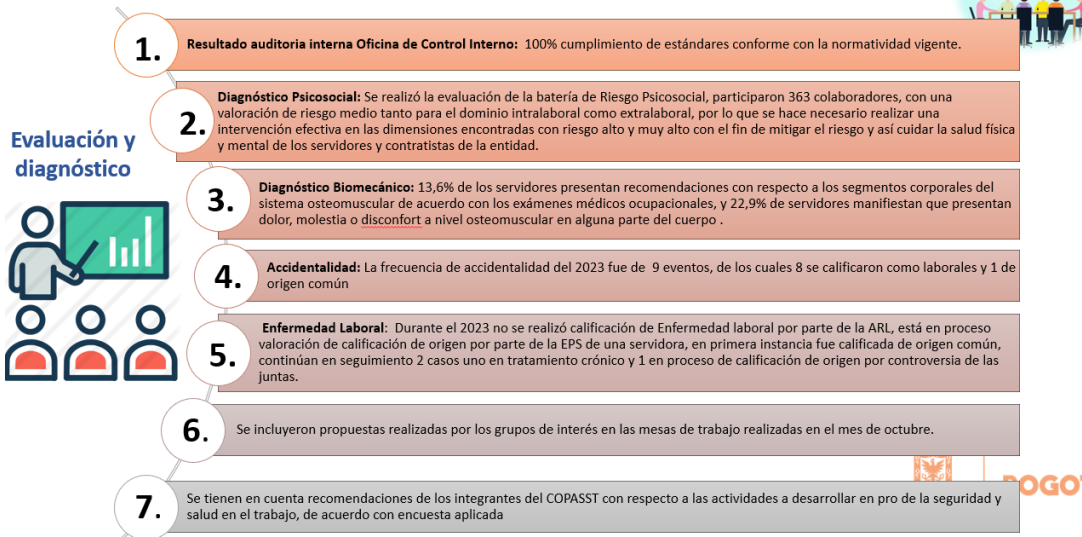 Evaluación y
diagnóstico
1.
Resultado auditoria interna Oficina de Control Interno: 100% cumplimiento de estándares conforme con la normatividad vigente.
2.
Diagnóstico Psicosocial: Se realizó la evaluación de la batería de Riesgo Psicosocial, participaron 363 colaboradores, con una
valoración de riesgo medio tanto para el dominio intralaboral como extralaboral, por lo que se hace necesario realizar una
intervención efectiva en las dimensiones encontradas con riesgo alto y muy alto con el fin de mitigar el riesgo y así cuidar la salud física
y mental de los servidores y contratistas de la entidad.
3.
Diagnóstico Biomecánico: 13,6% de los servidores presentan recomendaciones con respecto a los segmentos corporales del
sistema osteomuscular de acuerdo con los exámenes médicos ocupacionales, y 22,9% de servidores manifiestan que presentan
dolor, molestia o disconfort a nivel osteomuscular en alguna parte del cuerpo .
4.
Accidentalidad: La frecuencia de accidentalidad del 2023 fue de 9 eventos, de los cuales 8 se calificaron como laborales y 1 de
origen común
5.
Enfermedad Laboral: Durante el 2023 no se realizó calificación de Enfermedad laboral por parte de la ARL, está en proceso
valoración de calificación de origen por parte de la EPS de una servidora, en primera instancia fue calificada de origen común,
continúan en seguimiento 2 casos uno en tratamiento crónico y 1 en proceso de calificación de origen por controversia de las
juntas.
6.
Se incluyeron propuestas realizadas por los grupos de interés en las mesas de trabajo realizadas en el mes de octubre.
7.
Se tienen en cuenta recomendaciones de los integrantes del COPASST con respecto a las actividades a desarrollar en pro de la seguridad y
salud en el trabajo, de acuerdo con encuesta aplicada